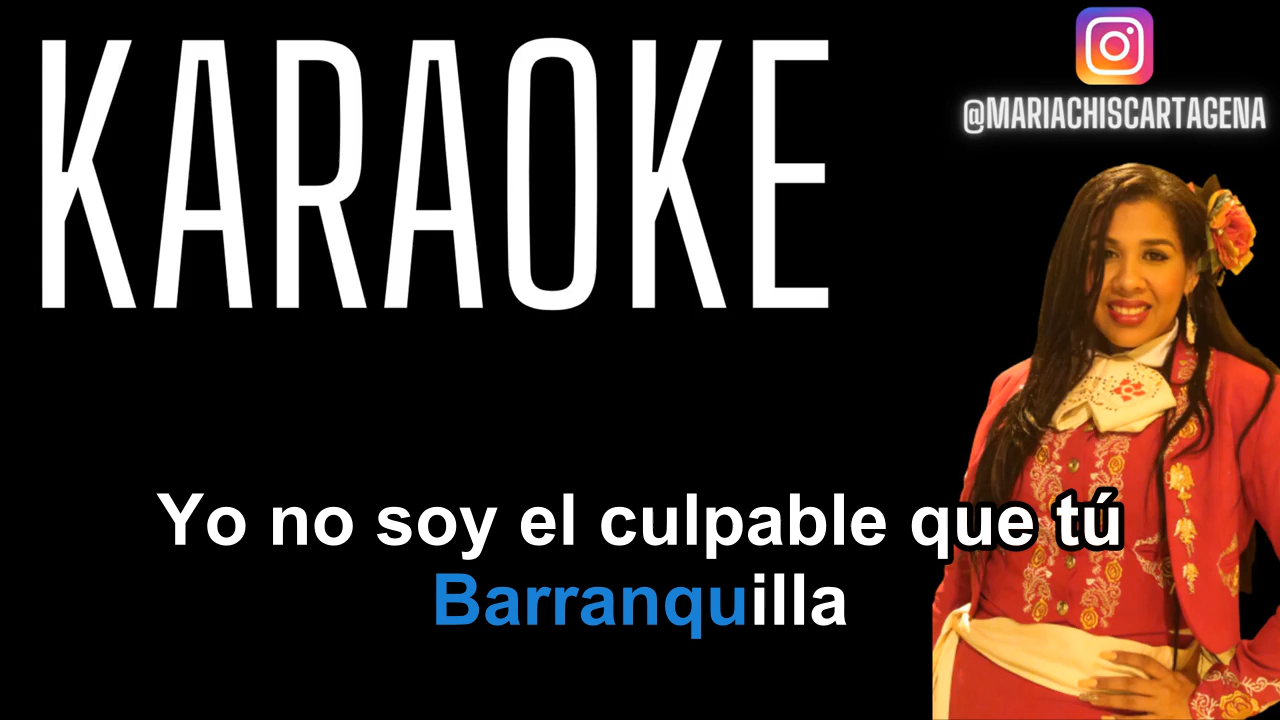 KARAOKE
@MARIACHISCARTAGENA
Yo no soy el culpable que tú
Barranquilla